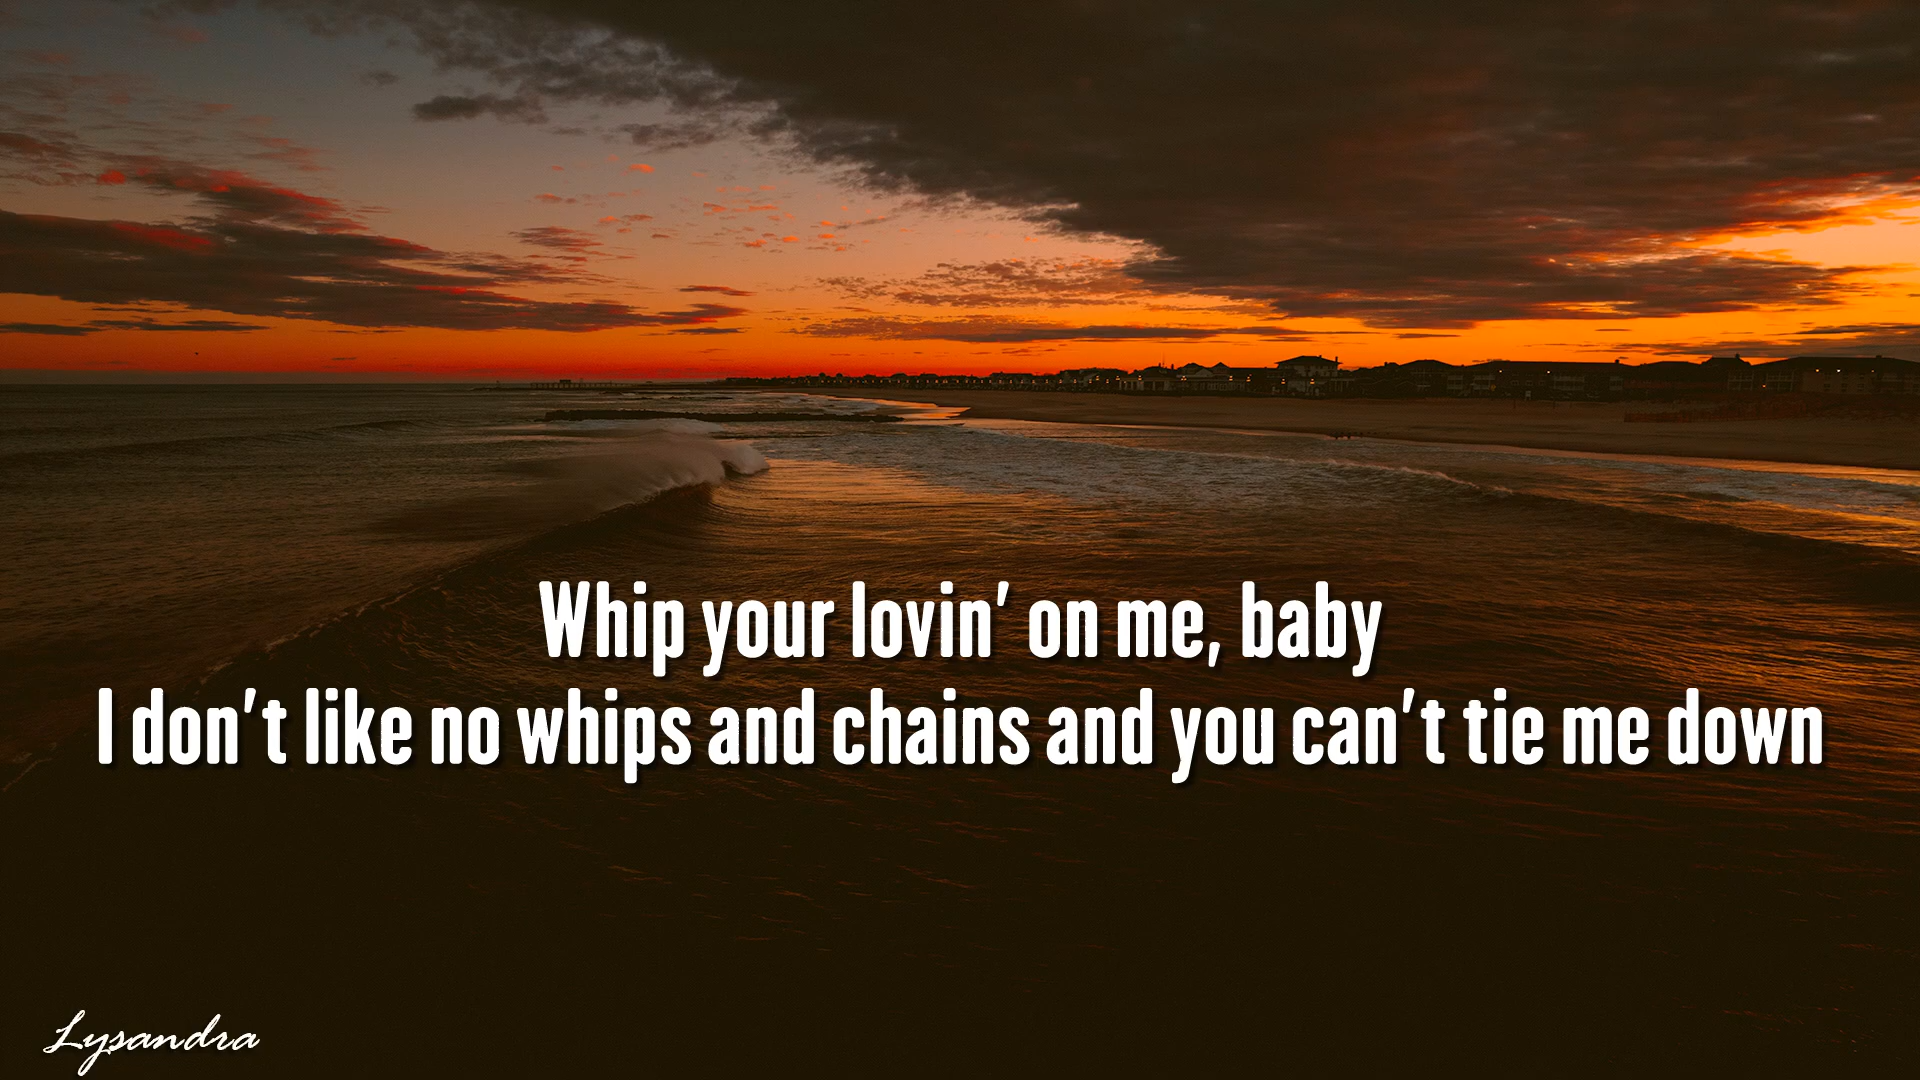 Whip your lovin' on me, baby
I don't like no whips and chains and you can't tie me down
Lysandra